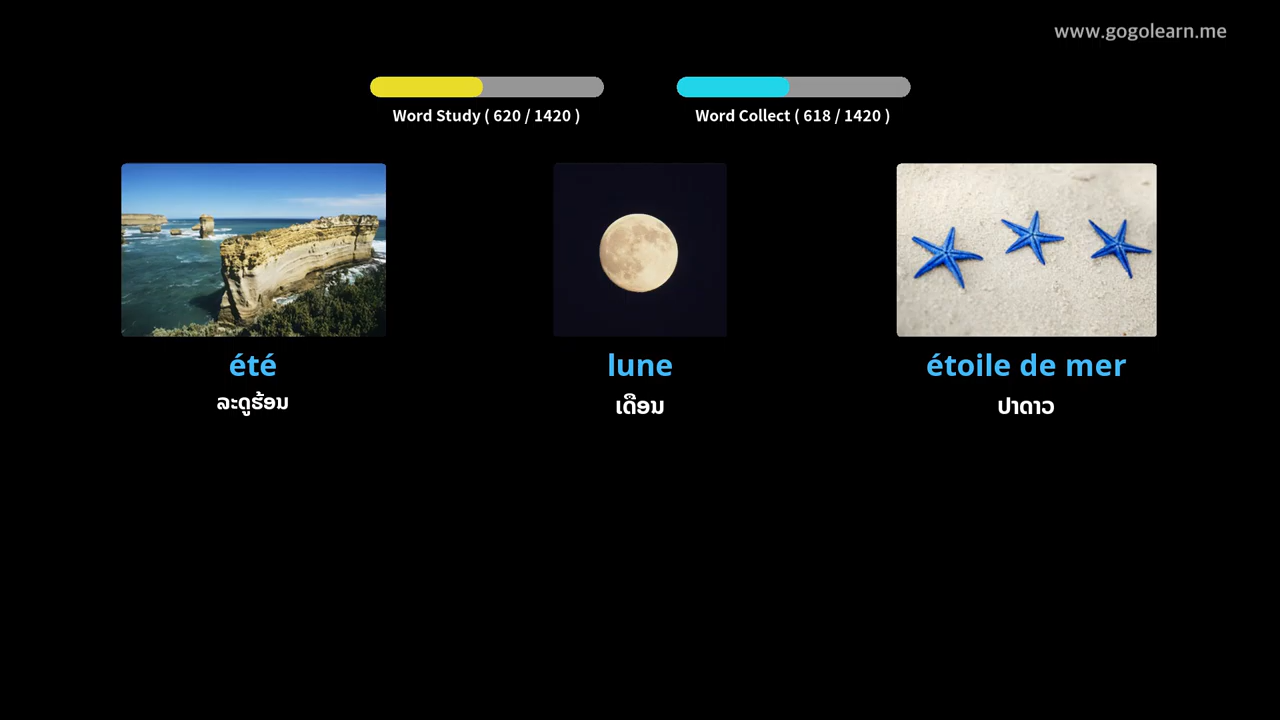 www.gogolearn.me
Word Study ( 620 / 1420 )
Word Collect ( 618 / 1420 )
été
lune
étoile de mer
ລະດູຮ້ອນ
ເດືອນ
ປາດາວ